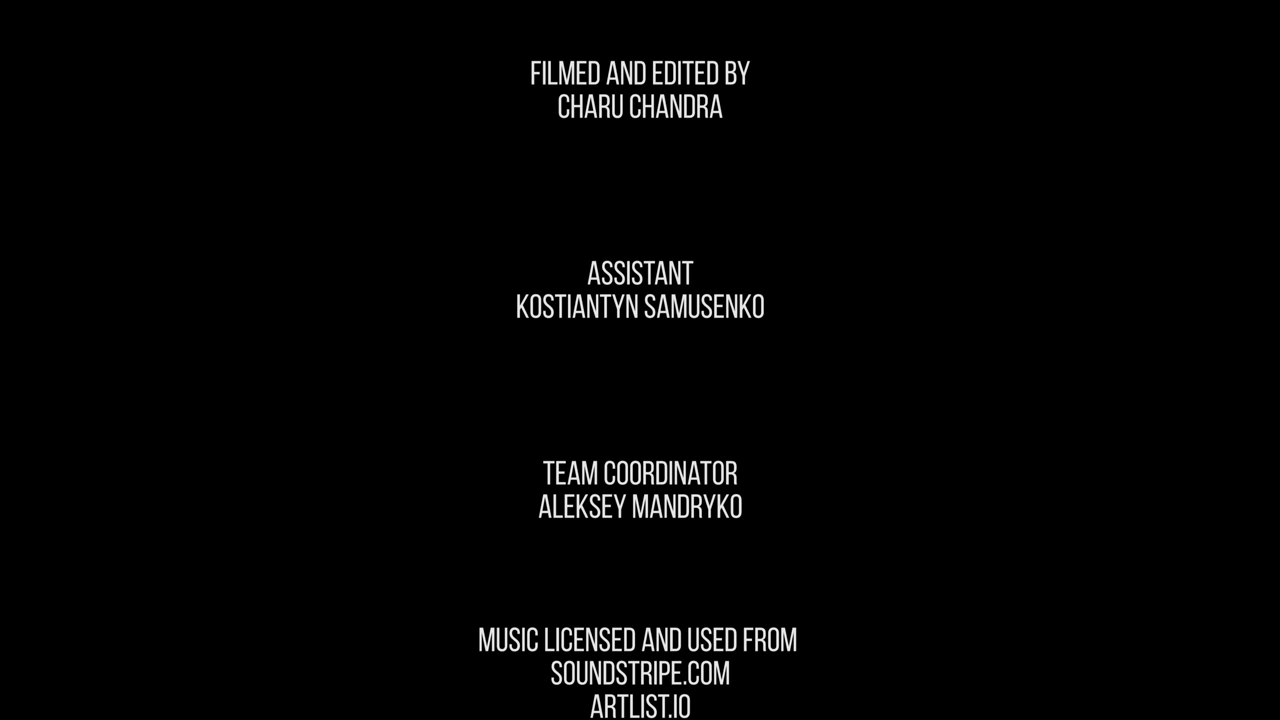 FILMED AND EDITED BY
CHARU CHANDRA
ASSISTANT
KOSTIANTYN SAMUSENKO
TEAM COORDINATOR
ALEKSEY MANDRYKO
MUSIC LICENSED AND USED FROM
SOUNDSTRIPE.COM
ARTLIST.IO